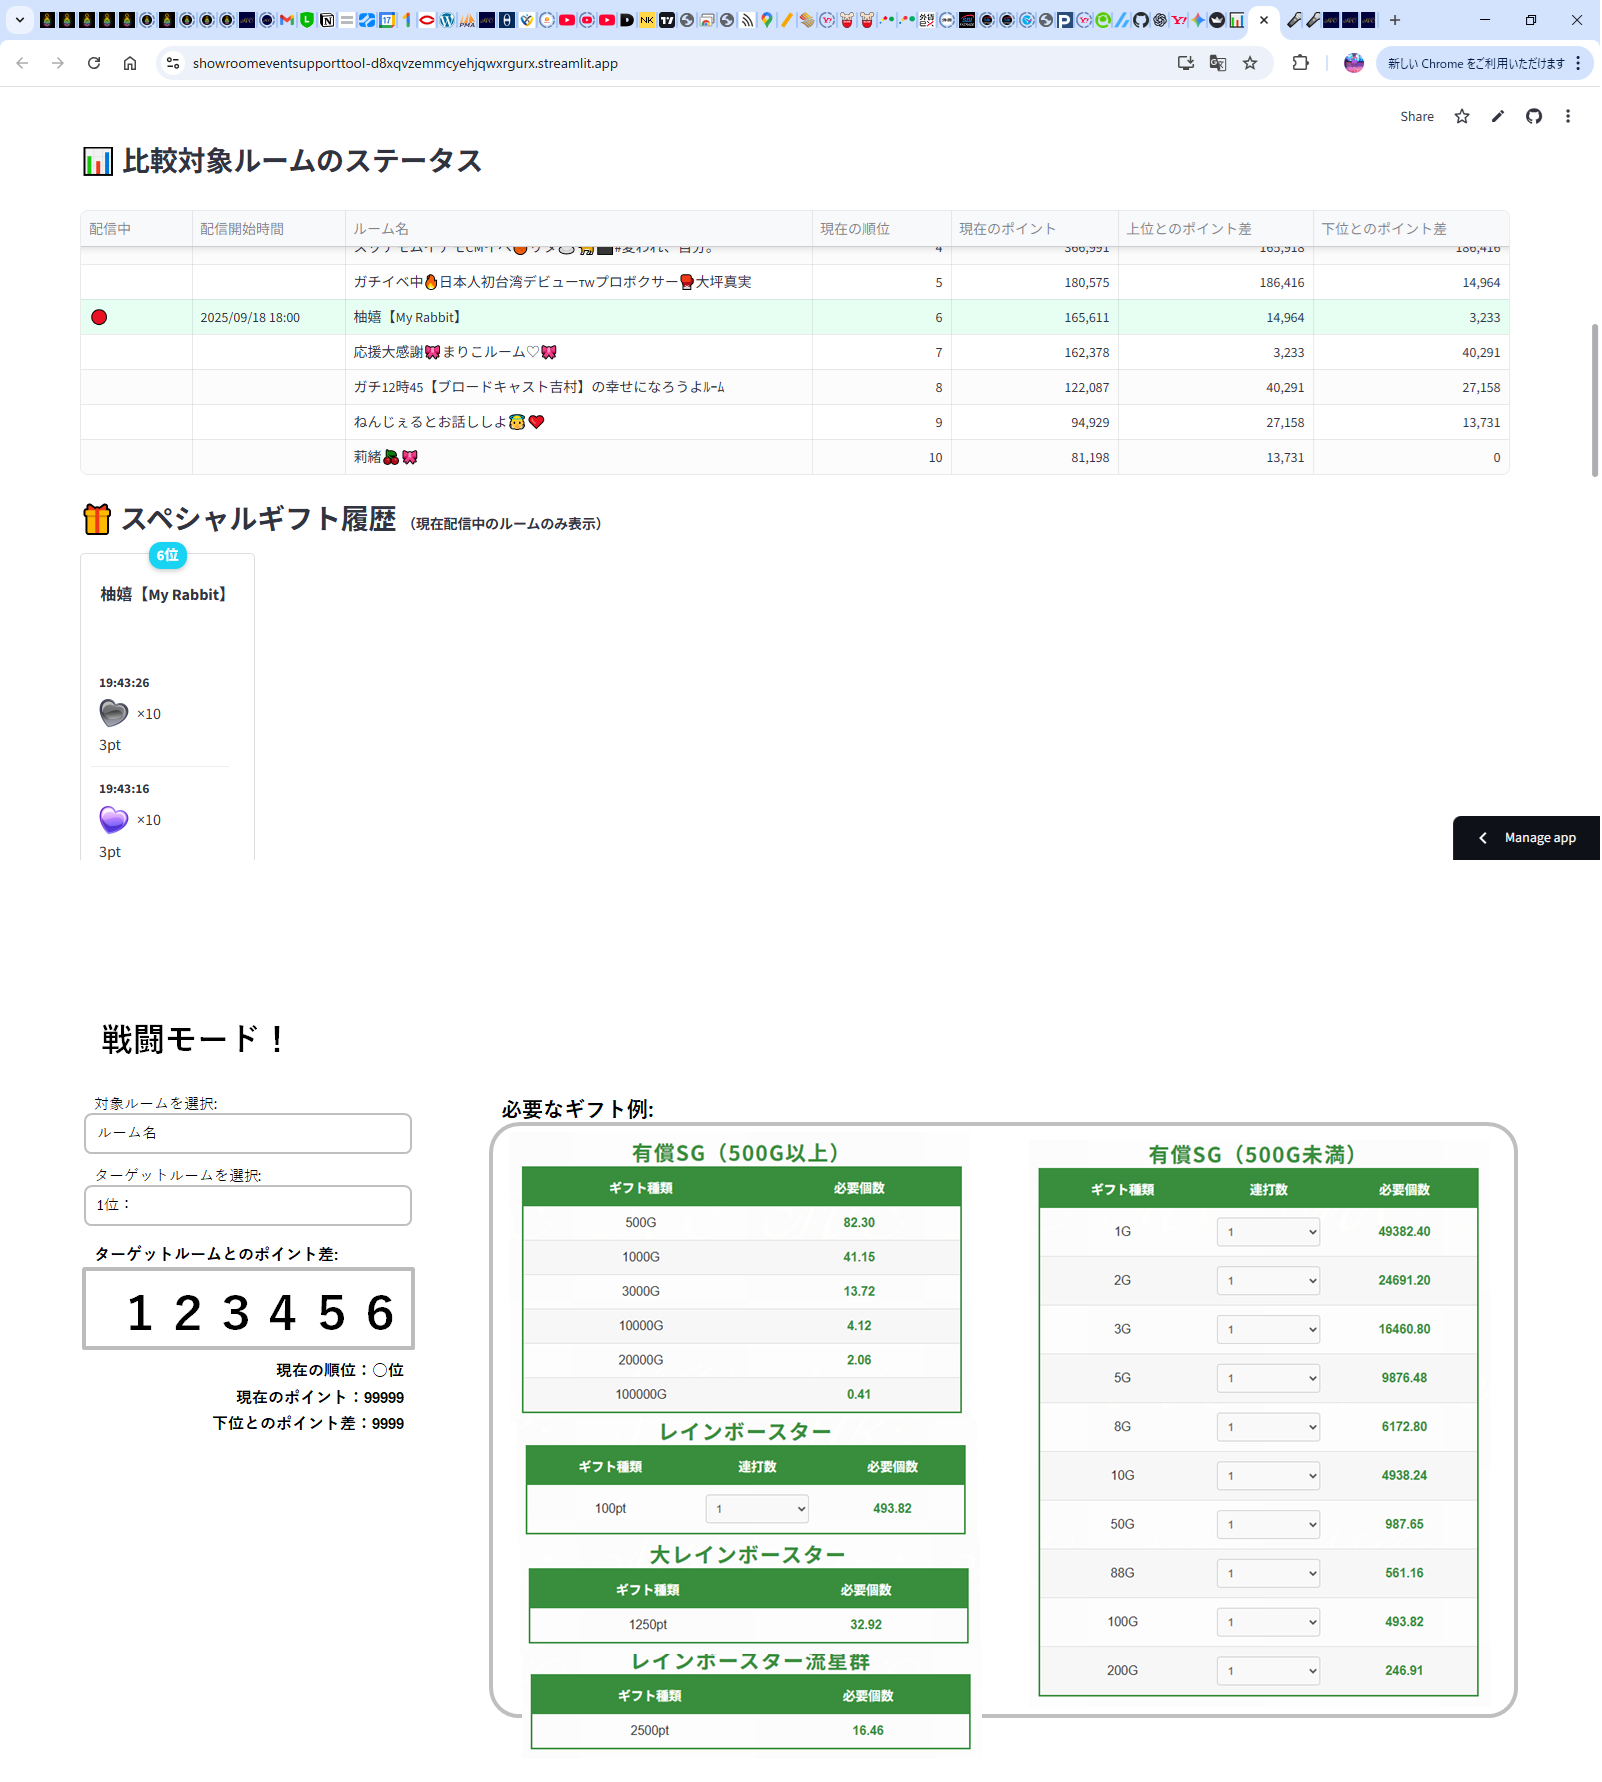 showroomeventsupporttool-d8xqvzemmcyehjqwxrgurx.streamlit.app
新しい Chrome をご利用いただけます
Share
比較対象ルームのステータス
配信中 配信開始時間 ルーム名 現在の順位 現在のポイント 上位とのポイント差 下位とのポイント差
4 366,991 165,918 186,416
ガチイベ中🔥日本人初台湾デビューTWプロボクサー🥊大坪真実 5 180,575 186,416 14,964
2025/09/18 18:00 柚嬉【My Rabbit】 6 165,611 14,964 3,233
応援大感謝🎀まりこルーム♡🎀 7 162,378 3,233 40,291
ガチ12時45【ブロードキャスト吉村】の幸せになろうよﾙｰﾑ 8 122,087 40,291 27,158
ねんじぇるとお話ししよ😇❤️ 9 94,929 27,158 13,731
莉緒🍒🎀 10 81,198 13,731 0
スペシャルギフト履歴 （現在配信中のルームのみ表示）
6位
柚嬉【My Rabbit】
19:43:26
×10
3pt
19:43:16
×10
3pt
Manage app
戦闘モード！
対象ルームを選択:
ルーム名
ターゲットルームを選択:
1位：
ターゲットルームとのポイント差:
123456
現在の順位：〇位
現在のポイント：99999
下位とのポイント差：9999
必要なギフト例:
有償SG（500G以上）
ギフト種類 必要個数
500G 82.30
1000G 41.15
3000G 13.72
10000G 4.12
20000G 2.06
100000G 0.41
レインボースター
ギフト種類 連打数 必要個数
100pt 1 493.82
大レインボースター
ギフト種類 必要個数
1250pt 32.92
レインボースター流星群
ギフト種類 必要個数
2500pt 16.46
有償SG（500G未満）
ギフト種類 連打数 必要個数
1G 1 49382.40
2G 1 24691.20
3G 1 16460.80
5G 1 9876.48
8G 1 6172.80
10G 1 4938.24
50G 1 987.65
88G 1 561.16
100G 1 493.82
200G 1 246.91